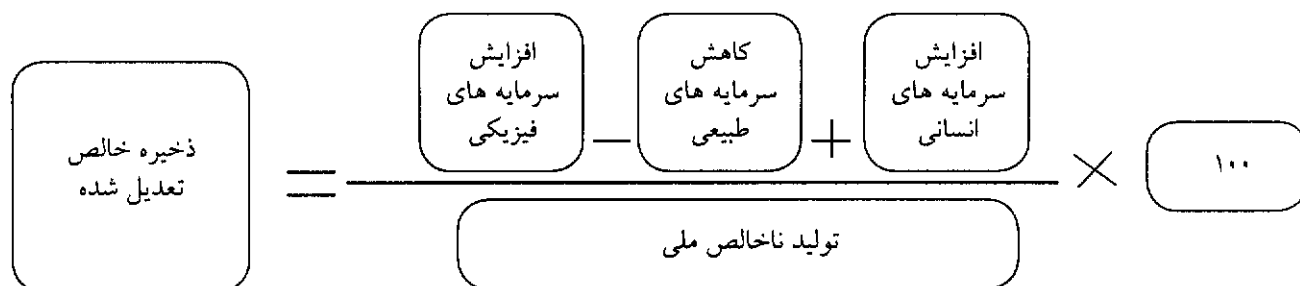 ذخیره خالص
تعدیل شده
=
افزایش
سرمایه های
فیزیکی
−
کاهش
سرمایه های
طبیعی
+
افزایش
سرمایه های
انسانی
تولید ناخالص ملی
×
۱۰۰